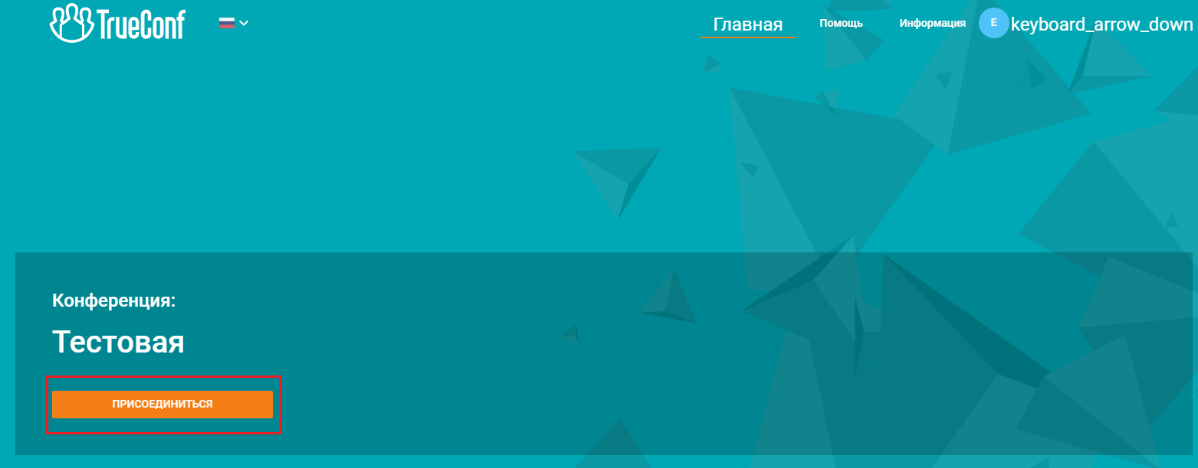 TrueConf
Главная Помощь Информация E keyboard_arrow_down
Конференция:
Тестовая
ПРИСОЕДИНИТЬСЯ